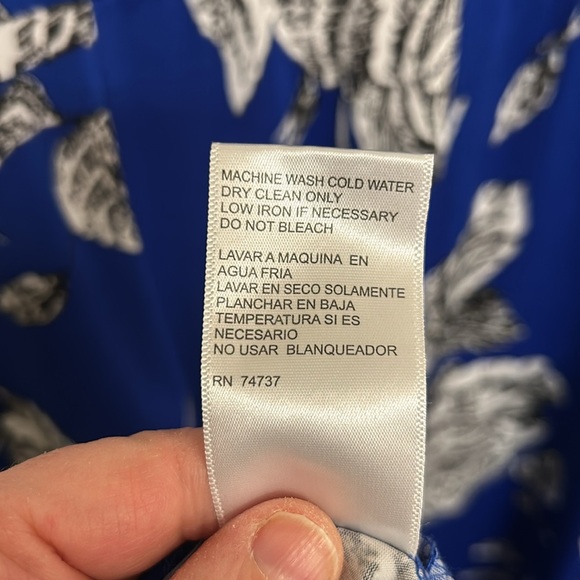 MACHINE WASH COLD WATER
DRY CLEAN ONLY
LOW IRON IF NECESSARY
DO NOT BLEACH
LAVAR A MAQUINA EN
AGUA FRIA
LAVAR EN SECO SOLAMENTE
PLANCHAR EN BAJA
TEMPERATURA SI ES
NECESARIO
NO USAR BLANQUEADOR
RN 74737